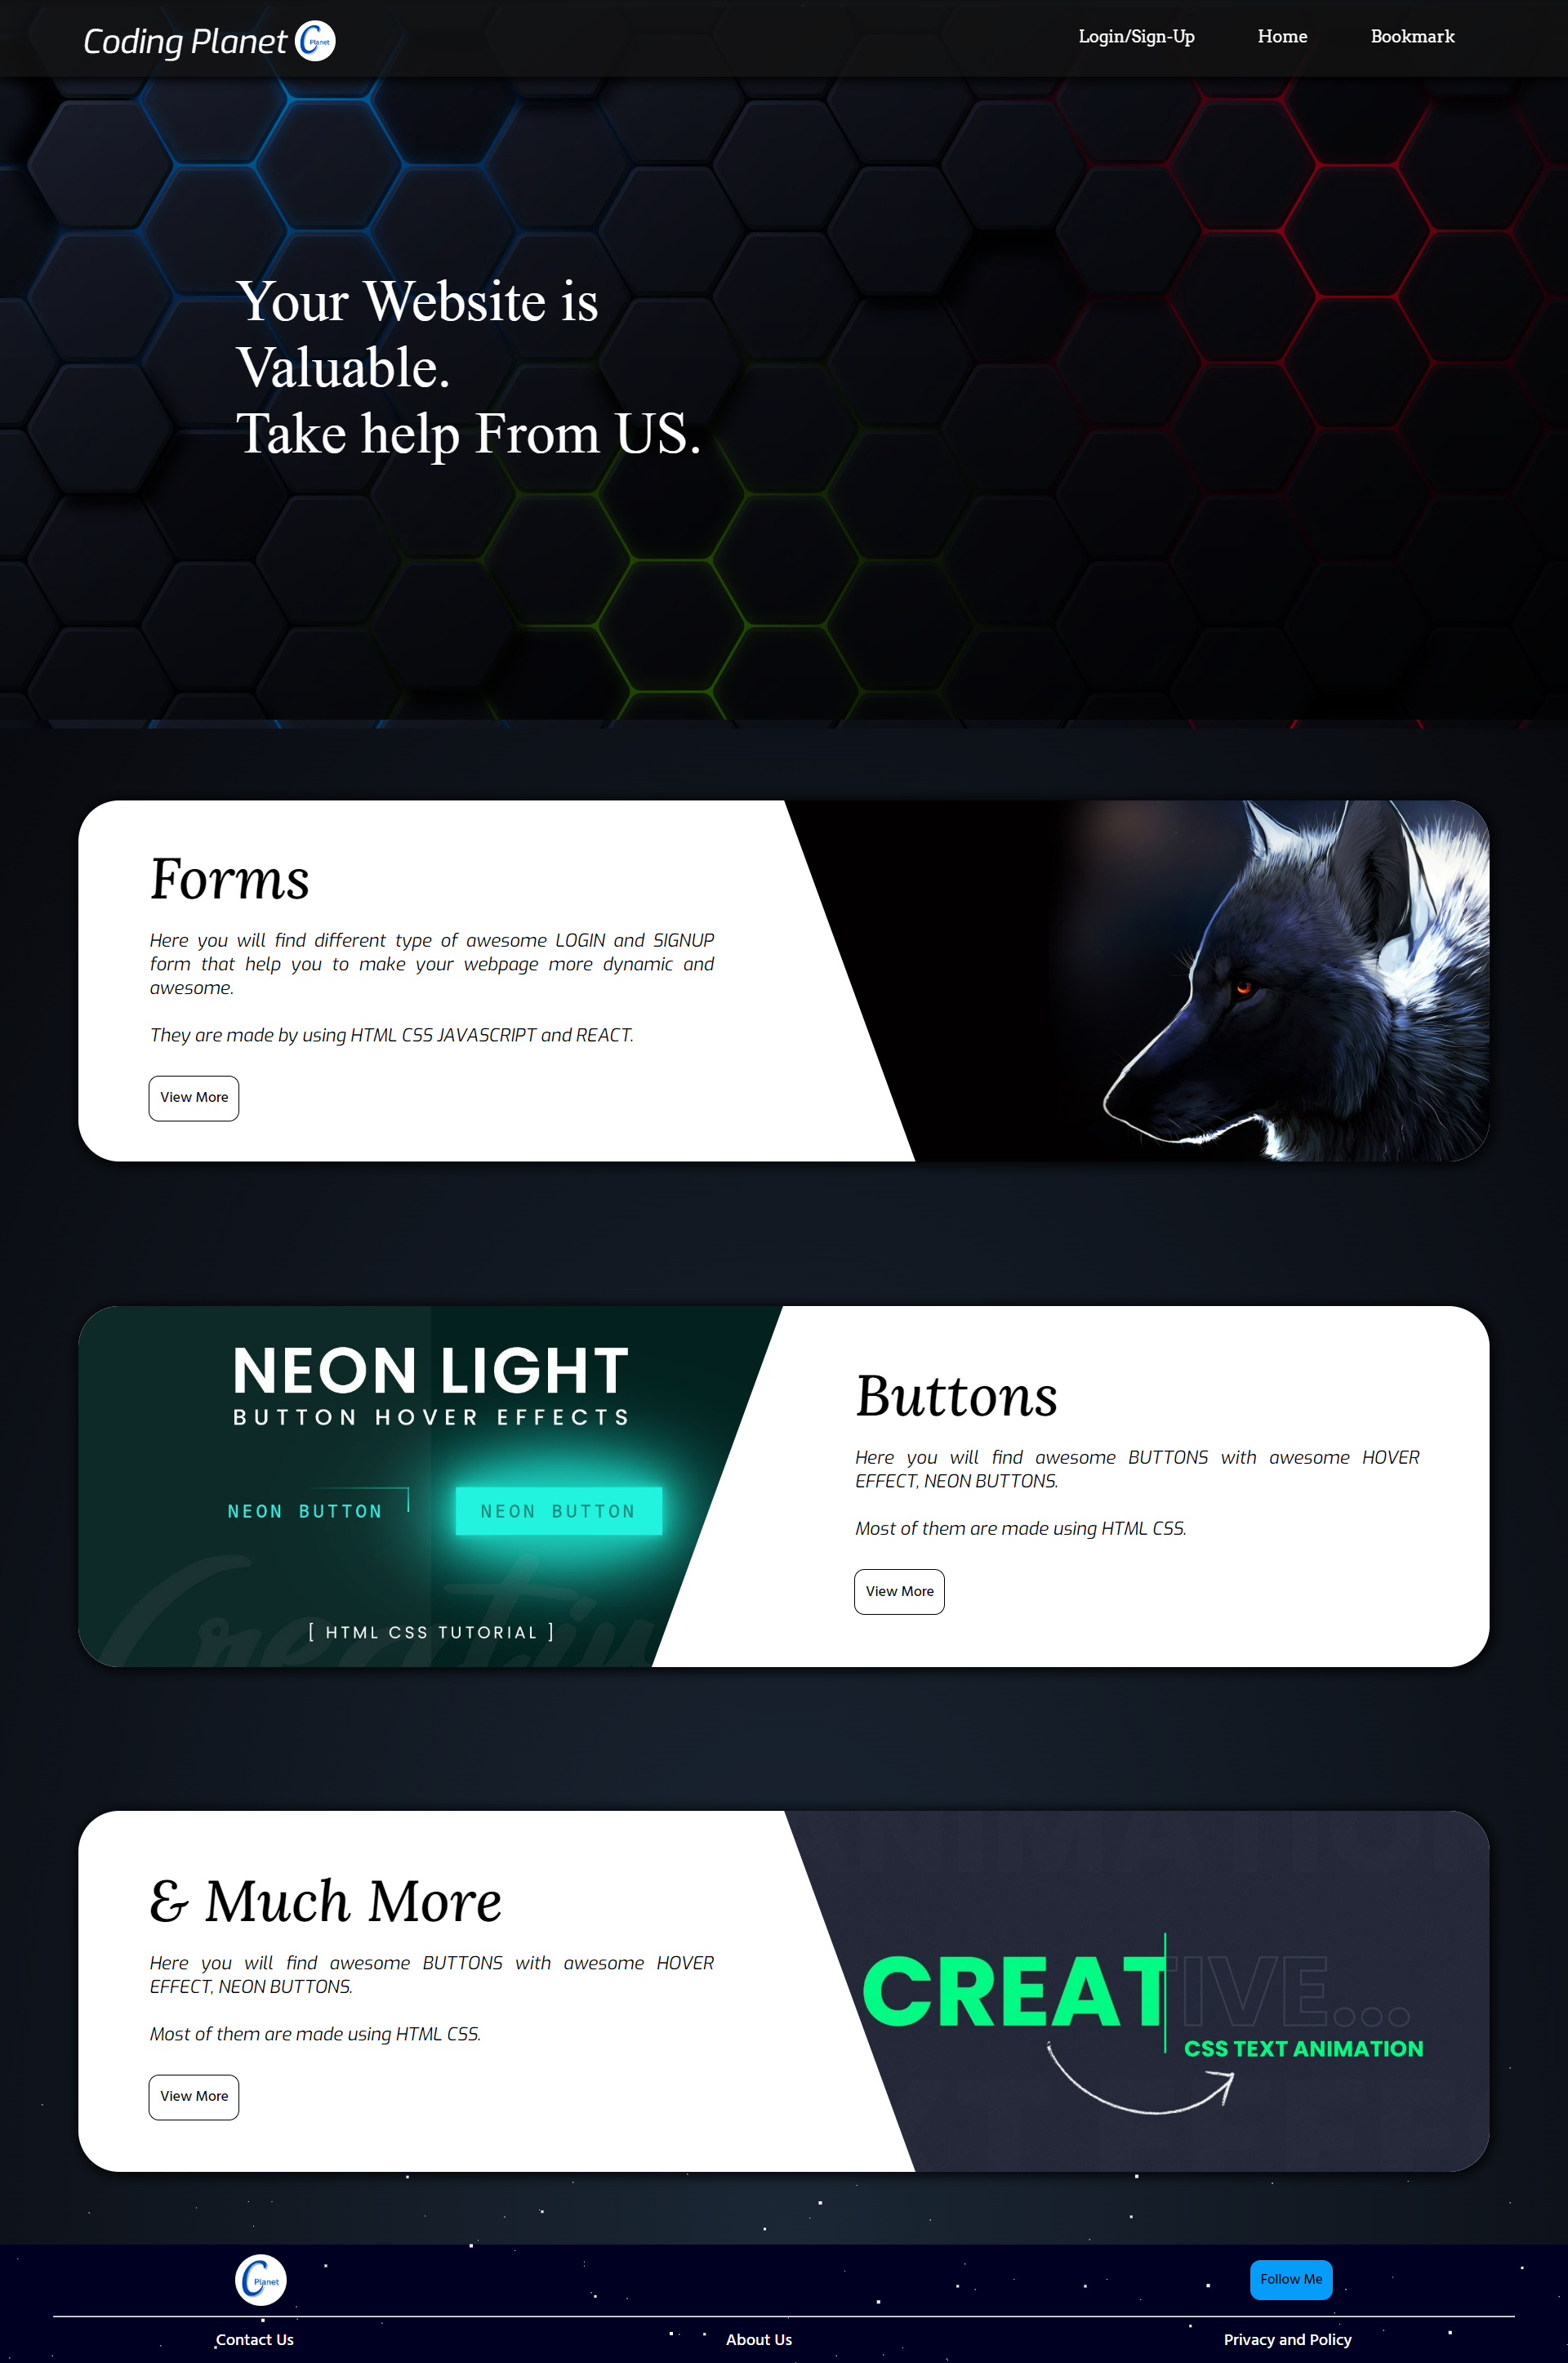 Coding Planet C Planet Login/Sign-Up Home Bookmark
Your Website is
Valuable.
Take help From US.
Forms
Here you will find different type of awesome LOGIN and SIGNUP
form that help you to make your webpage more dynamic and
awesome.
They are made by using HTML CSS JAVASCRIPT and REACT.
View More
NEON LIGHT
BUTTON HOVER EFFECTS
NEON BUTTON NEON BUTTON
[ HTML CSS TUTORIAL ]
Buttons
Here you will find awesome BUTTONS with awesome HOVER
EFFECT, NEON BUTTONS.
Most of them are made using HTML CSS.
View More
& Much More
Here you will find awesome BUTTONS with awesome HOVER
EFFECT, NEON BUTTONS.
Most of them are made using HTML CSS.
View More
ANIMATION
CREATIVE...
CSS TEXT ANIMATION
C Planet Follow Me
Contact Us About Us Privacy and Policy